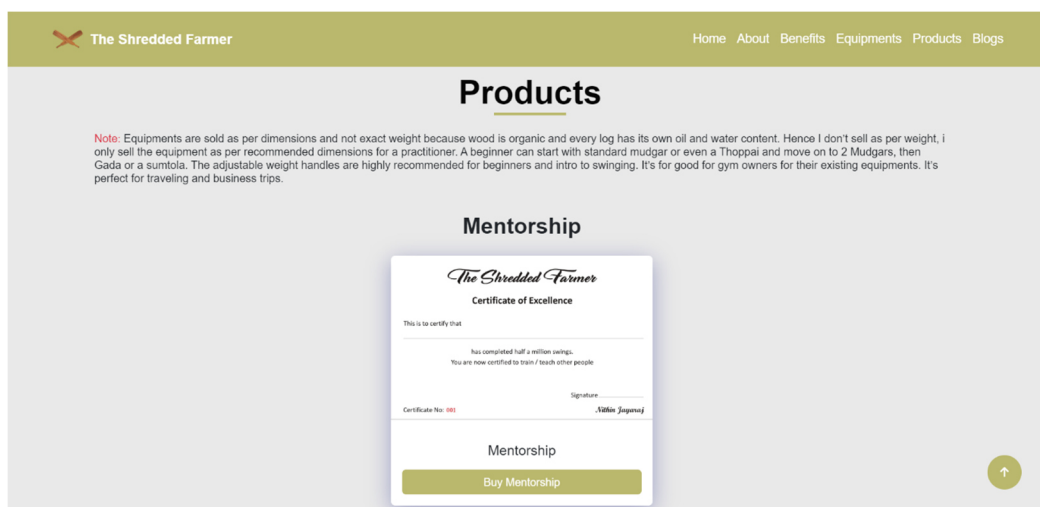 The Shredded Farmer
Home About Benefits Equipments Products Blogs
Products
Note: Equipments are sold as per dimensions and not exact weight because wood is organic and every log has its own oil and water content. Hence I don't sell as per weight, i
only sell the equipment as per recommended dimensions for a practitioner. A beginner can start with standard mudgar or even a Thoppai and move on to 2 Mudgars, then
Gada or a sumtola. The adjustable weight handles are highly recommended for beginners and intro to swinging. It's for good for gym owners for their existing equipments. It's
perfect for traveling and business trips.
Mentorship
The Shredded Farmer
Certificate of Excellence
This is to certify that
has completed half a million swings.
You are now certified to train / teach other people
Signature
Certificate No: 001
Nithin Jayaraj
Mentorship
Buy Mentorship